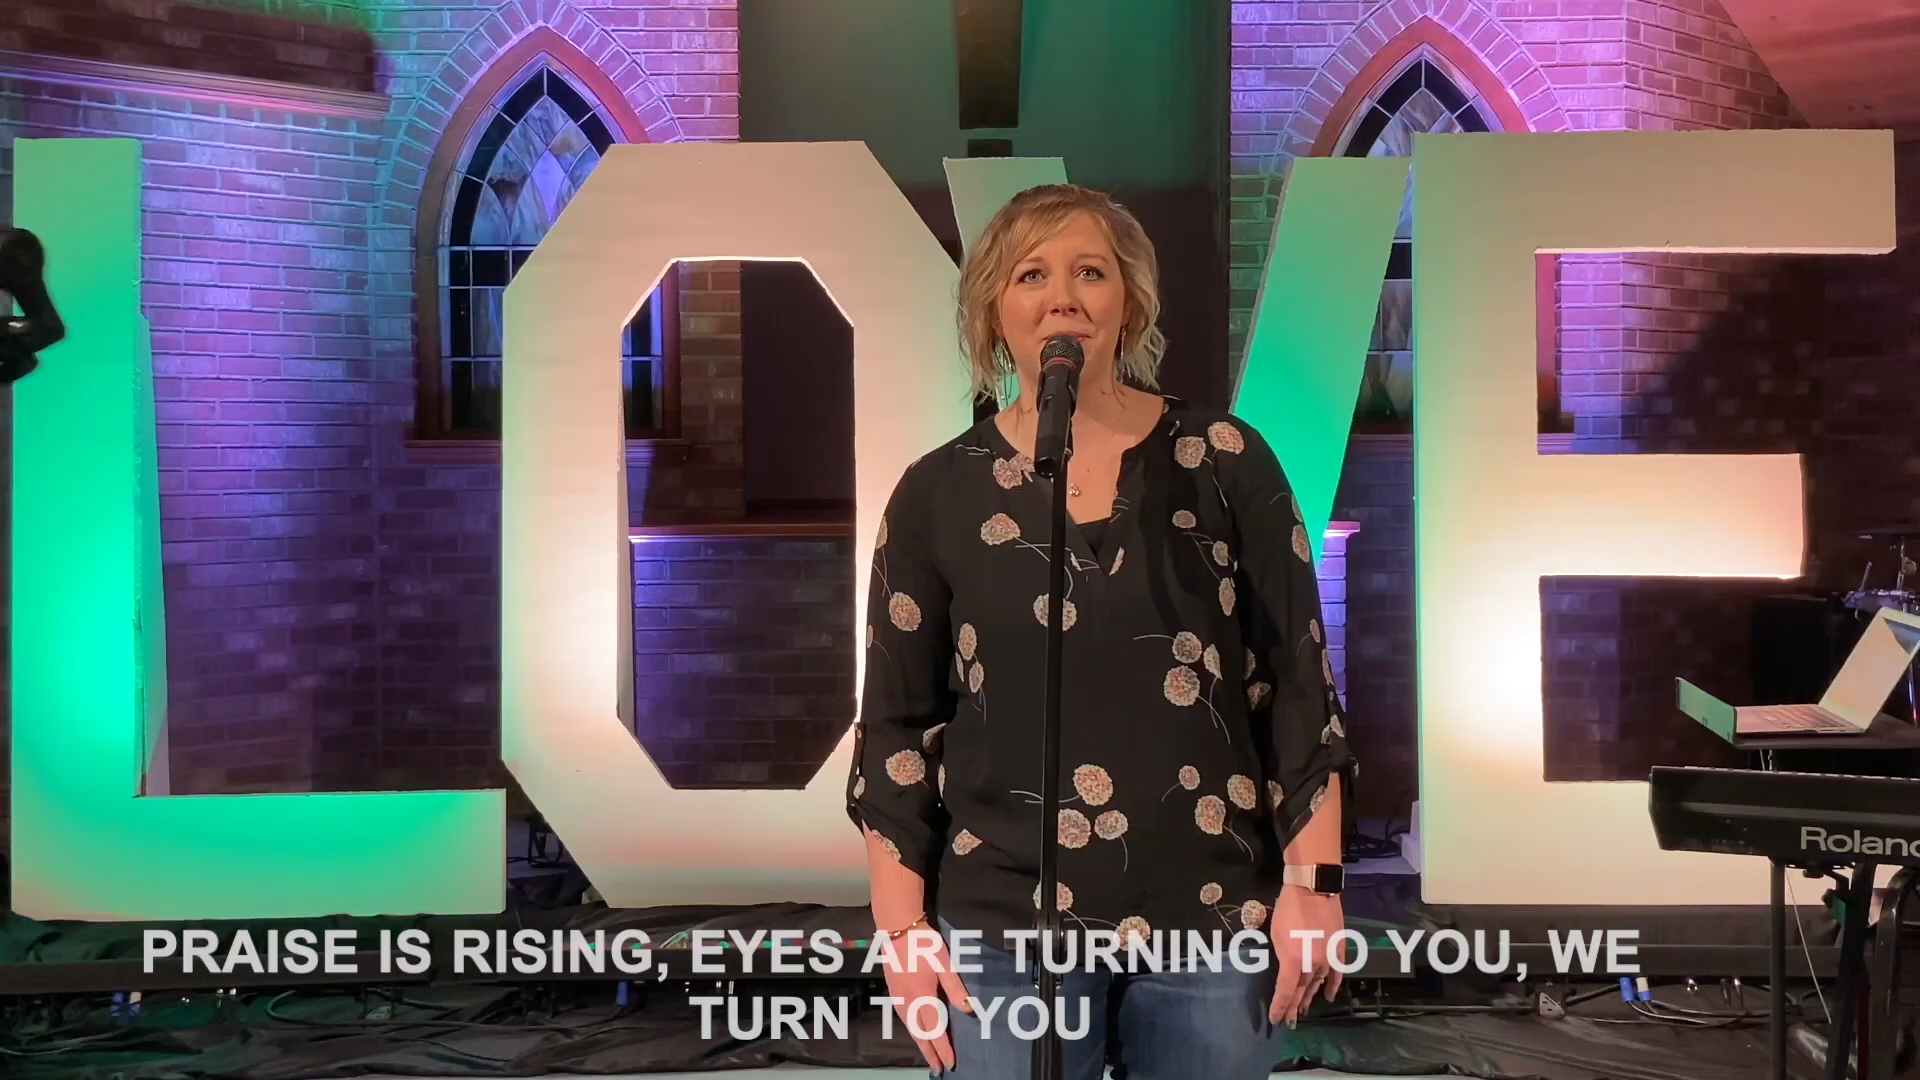 LOVE
Roland
PRAISE IS RISING, EYES ARE TURNING TO YOU, WE
TURN TO YOU